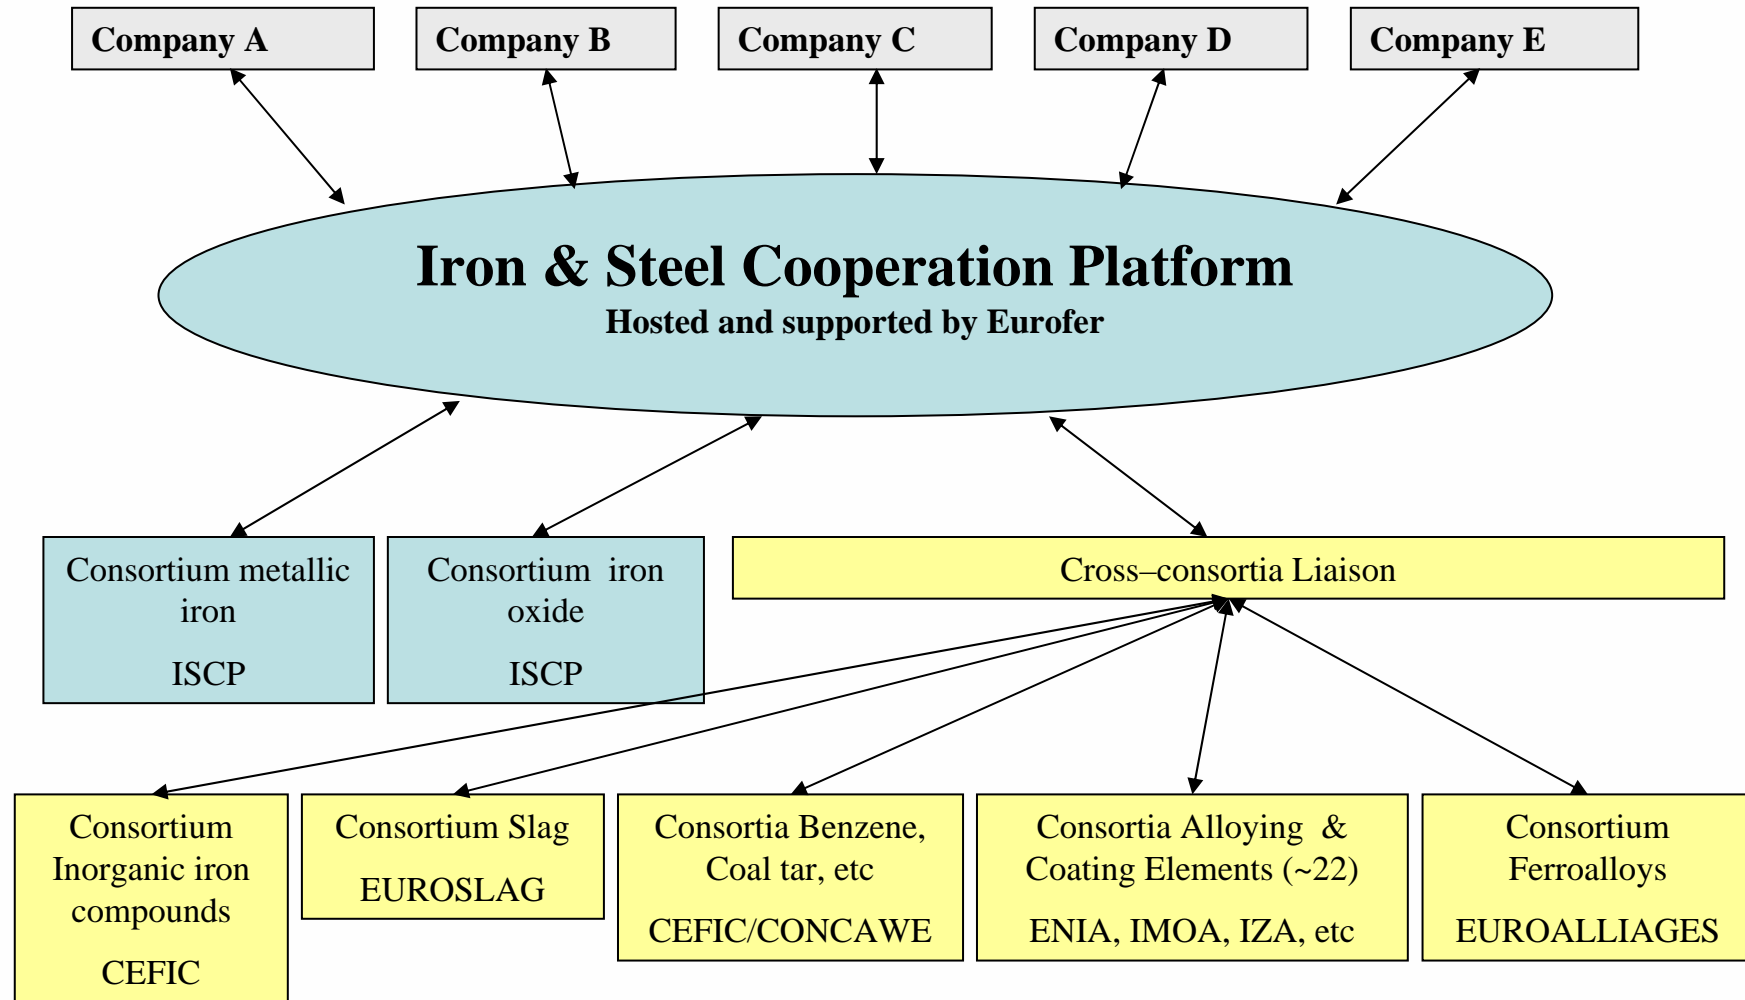 Company A
Company B
Company C
Company D
Company E
Iron & Steel Cooperation Platform
Hosted and supported by Eurofer
Consortium metallic
iron
ISCP
Consortium iron
oxide
ISCP
Cross–consortia Liaison
Consortium
Inorganic iron
compounds
CEFIC
Consortium Slag
EUROSLAG
Consortia Benzene,
Coal tar, etc
CEFIC/CONCAWE
Consortia Alloying &
Coating Elements (~22)
ENIA, IMOA, IZA, etc
Consortium
Ferroalloys
EUROALLIAGES